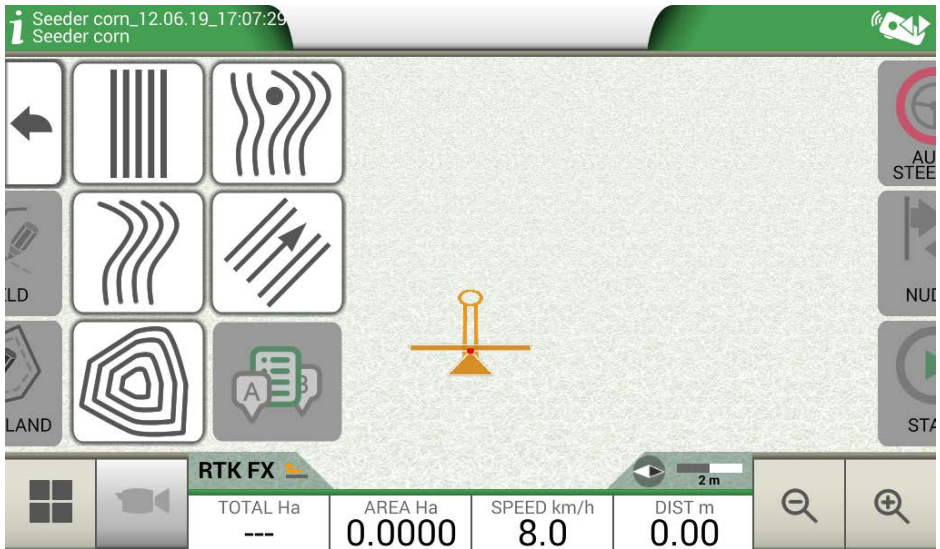 Seeder corn_12.06.19_17:07:29
Seeder corn
AU
STEE
LD
NUD
LAND
A
B
STA
RTK FX
2 m
TOTAL Ha
AREA Ha
SPEED km/h
DIST m
---
0.0000
8.0
0.00